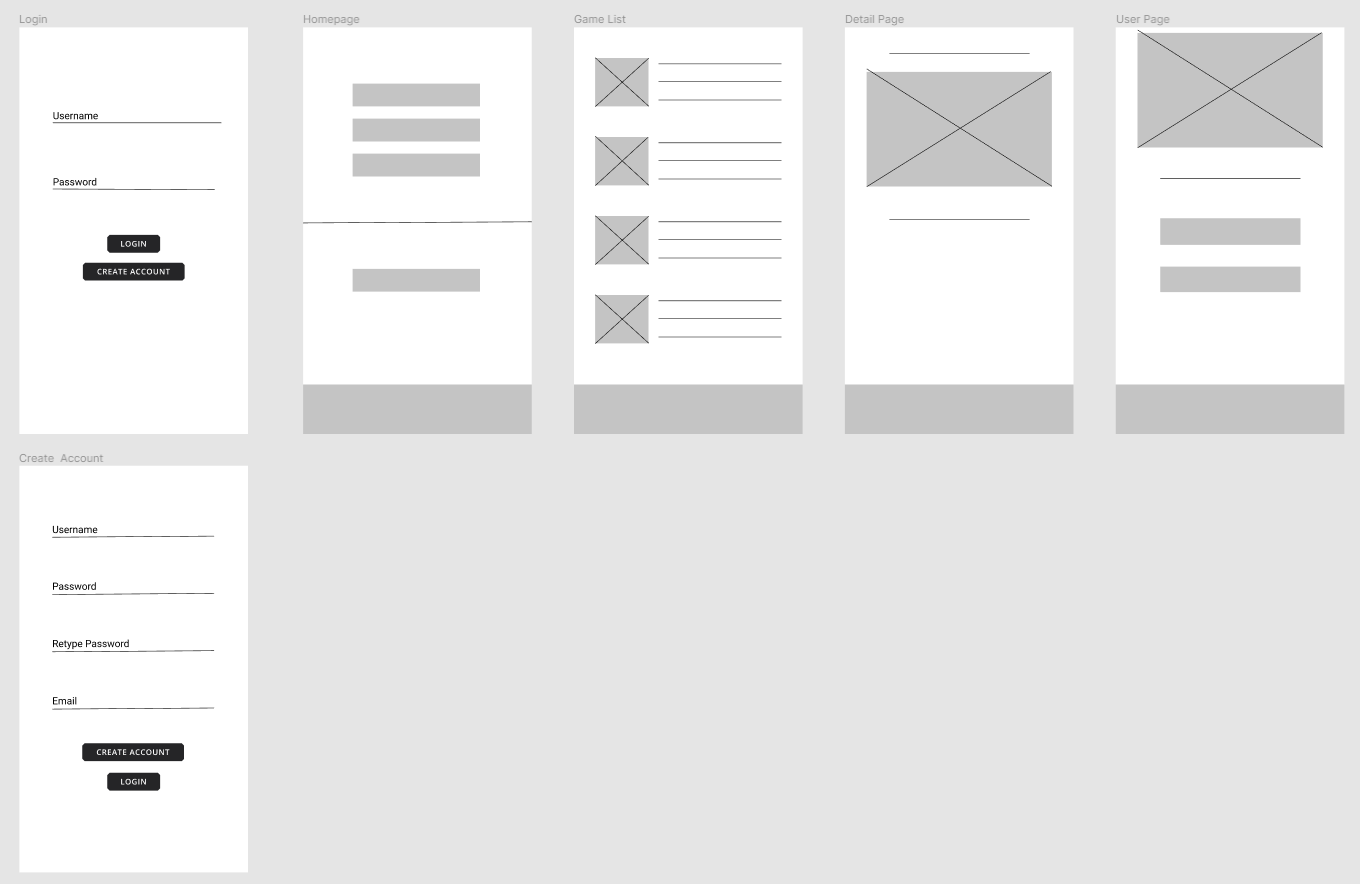 Login
Homepage
Game List
Detail Page
User Page
Username
Password
LOGIN
CREATE ACCOUNT
Create  Account
Username
Password
Retype Password
Email
CREATE ACCOUNT
LOGIN